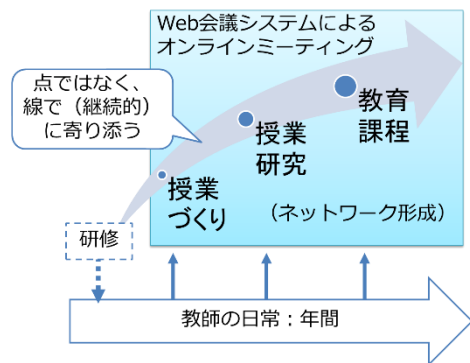 Web会議システムによる
オンラインミーティング
点ではなく、
線で（継続的）
に寄り添う
教育
課程
授業
研究
授業
づくり
（ネットワーク形成）
研修
教師の日常：年間